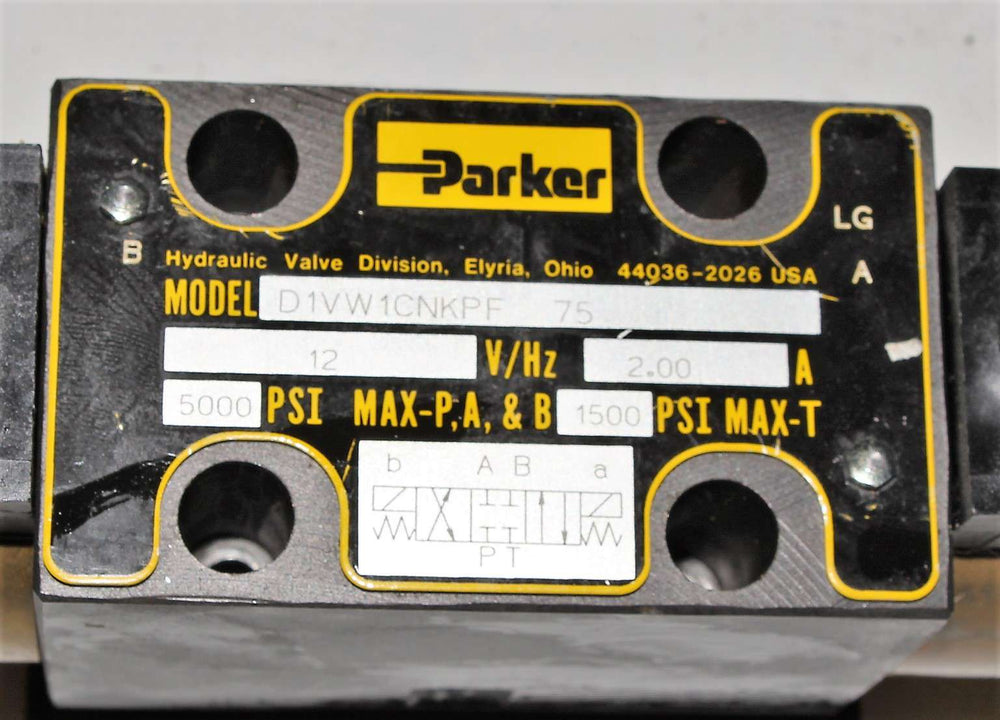 Parker
LG
B
A
Hydraulic Valve Division, Elyria, Ohio 44036-2026 USA
MODEL D1VW1CNKPF 75
12 V/Hz 2.00 A
5000 PSI MAX-P,A, & B 1500 PSI MAX-T
b A B a
P T